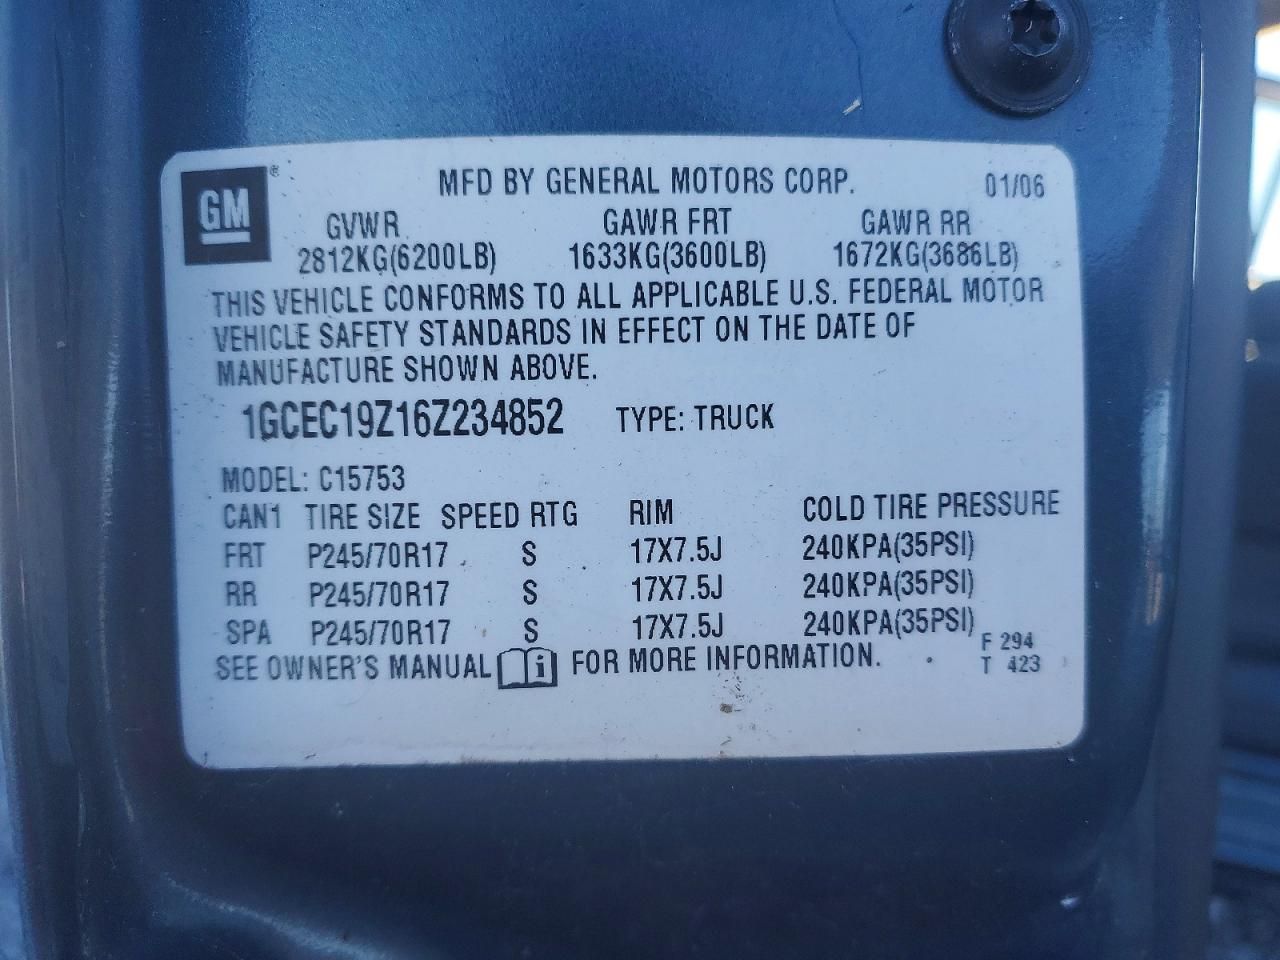 GM ®
MFD BY GENERAL MOTORS CORP. 01/06
GVWR GAWR FRT GAWR RR
2812KG(6200LB) 1633KG(3600LB) 1672KG(3686LB)
THIS VEHICLE CONFORMS TO ALL APPLICABLE U.S. FEDERAL MOTOR
VEHICLE SAFETY STANDARDS IN EFFECT ON THE DATE OF
MANUFACTURE SHOWN ABOVE.
1GCEC19Z16Z234852 TYPE: TRUCK
MODEL: C15753
CAN1 TIRE SIZE SPEED RTG RIM COLD TIRE PRESSURE
FRT P245/70R17 S 17X7.5J 240KPA(35PSI)
RR P245/70R17 S 17X7.5J 240KPA(35PSI)
SPA P245/70R17 S 17X7.5J 240KPA(35PSI)
SEE OWNER'S MANUAL i FOR MORE INFORMATION.
F 294
T 423